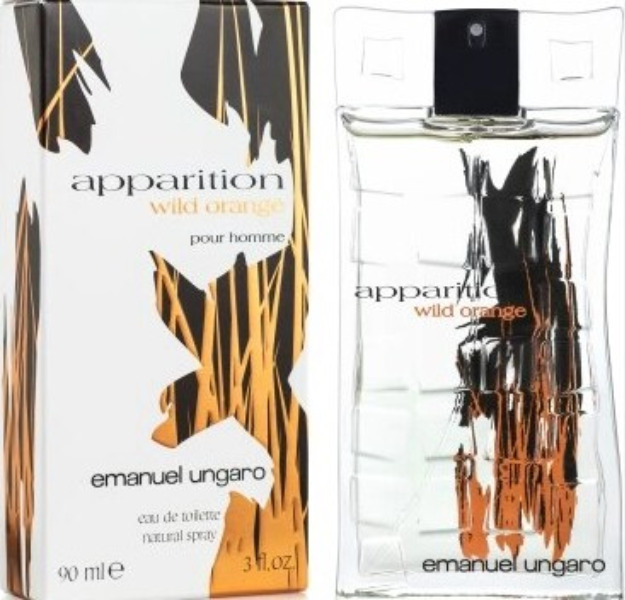 apparition
wild orange
pour homme
emanuel ungaro
eau de toilette
natural spray
90 ml e
3 fl.oz.
apparitio
wild orange
emanuel ungaro